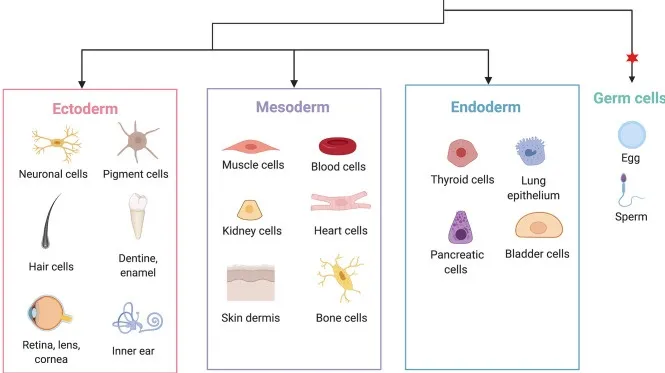 Ectoderm
Neuronal cells
Pigment cells
Hair cells
Dentine,
enamel
Retina, lens,
cornea
Inner ear
Mesoderm
Muscle cells
Blood cells
Kidney cells
Heart cells
Skin dermis
Bone cells
Endoderm
Thyroid cells
Lung
epithelium
Pancreatic
cells
Bladder cells
Germ cells
Egg
Sperm